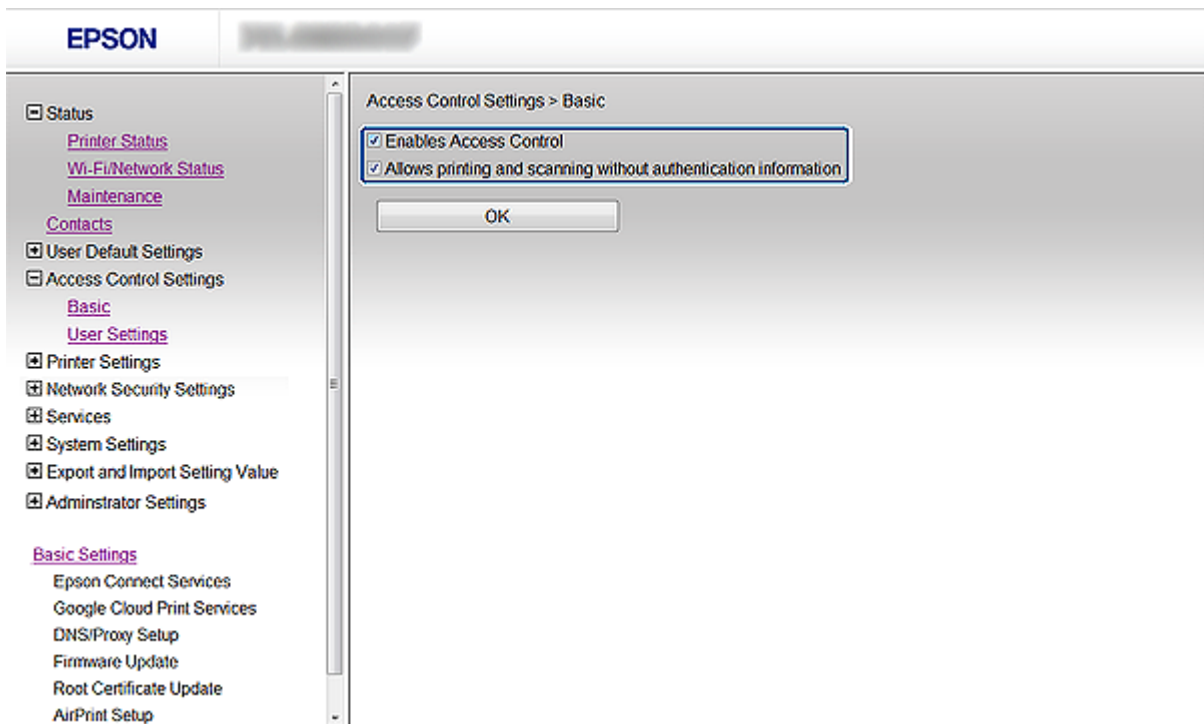 EPSON
Status
Printer Status
Wi-Fi/Network Status
Maintenance
Contacts
User Default Settings
Access Control Settings
Basic
User Settings
Printer Settings
Network Security Settings
Services
System Settings
Export and Import Setting Value
Adminstrator Settings
Basic Settings
Epson Connect Services
Google Cloud Print Services
DNS/Proxy Setup
Firmware Update
Root Certificate Update
AirPrint Setup
Access Control Settings > Basic
Enables Access Control
Allows printing and scanning without authentication information
OK